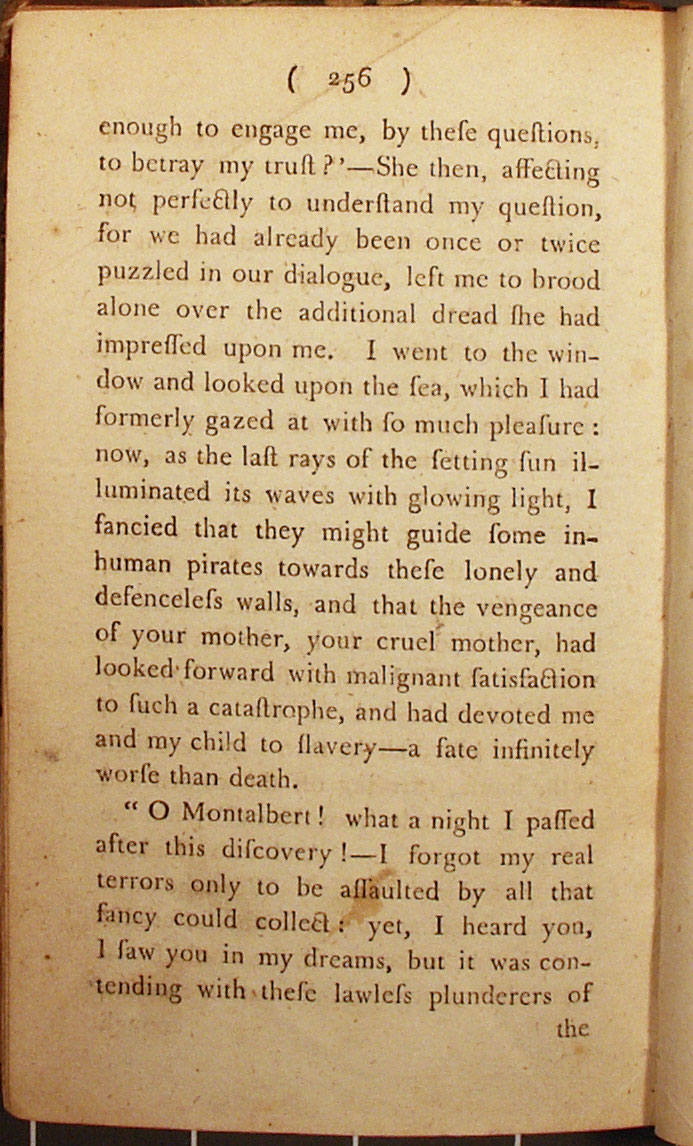 ( 256 )
enough to engage me, by theſe queſtions,
to betray my truſt?’—She then, affecting
not perfectly to underſtand my queſtion,
for we had already been once or twice
puzzled in our dialogue, left me to brood
alone over the additional dread ſhe had
impreſſed upon me. I went to the win-
dow and looked upon the ſea, which I had
formerly gazed at with ſo much pleaſure :
now, as the laſt rays of the ſetting ſun il-
luminated its waves with glowing light, I
fancied that they might guide ſome in-
human pirates towards theſe lonely and
defenceleſs walls, and that the vengeance
of your mother, your cruel mother, had
looked forward with malignant ſatisfaction
to ſuch a cataſtrophe, and had devoted me
and my child to ſlavery—a fate infinitely
worſe than death.
“ O Montalbert ! what a night I paſſed
after this diſcovery !—I forgot my real
terrors only to be aſſaulted by all that
fancy could collect : yet, I heard you,
I ſaw you in my dreams, but it was con-
tending with theſe lawleſs plunderers of
the